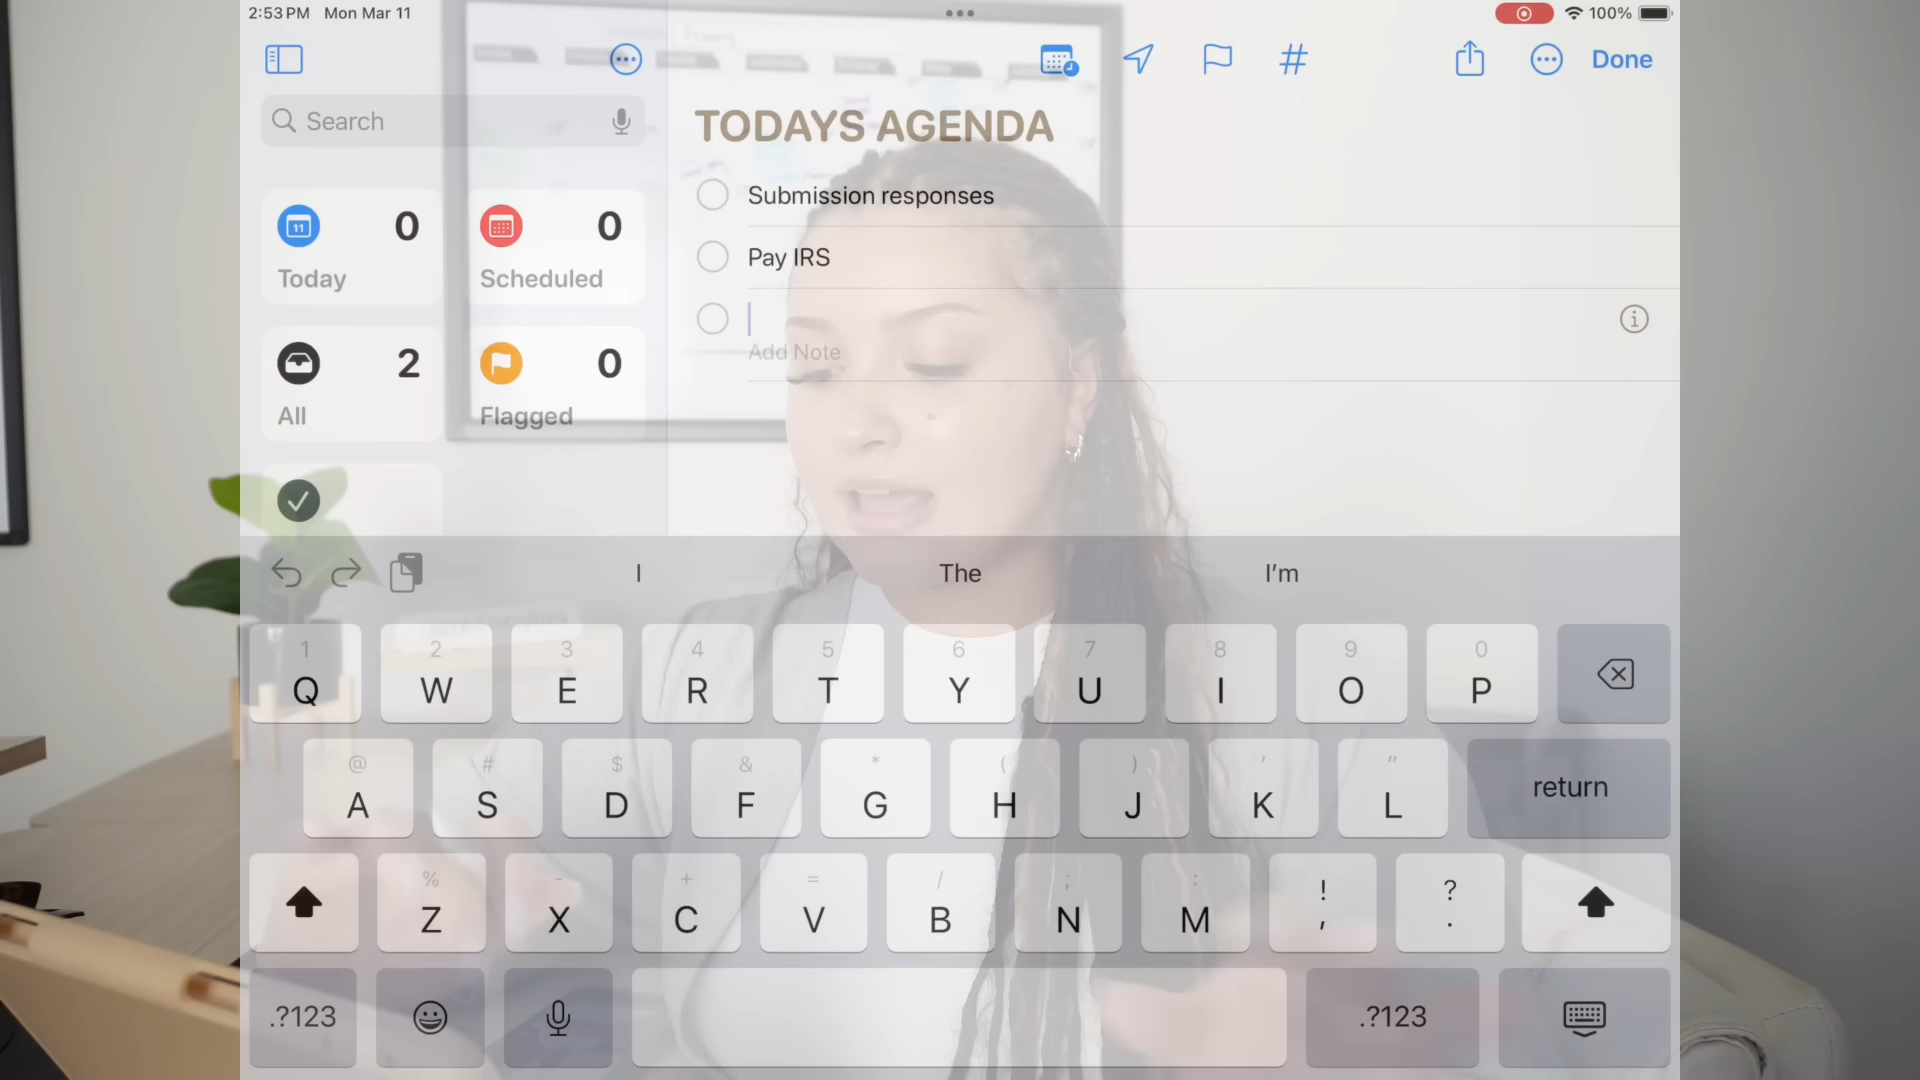 2:53 PM Mon Mar 11
100%
Done
Search
TODAYS AGENDA
Submission responses
Pay IRS
Add Note
11
0
Today
0
Scheduled
2
All
0
Flagged
I The I'm
1 2 3 4 5 6 7 8 9 0
Q W E R T Y U I O P
@ # $ & * ( ) ' "
A S D F G H J K L return
% - + = / ; : ! ?
Z X C V B N M , .
.?123 .?123